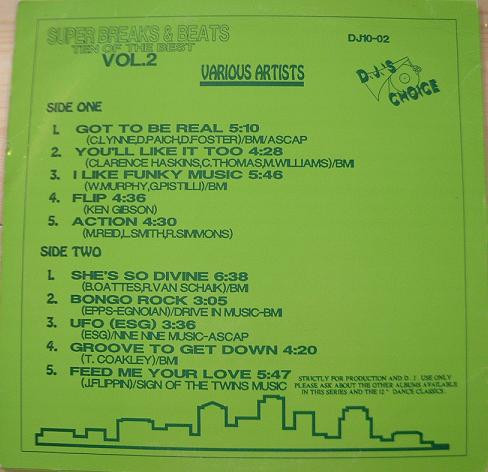 SUPER BREAKS & BEATS
TEN OF THE BEST
VOL.2
DJ10-02
VARIOUS ARTISTS
D.J.'S
CHOICE
SIDE ONE
1. GOT TO BE REAL 5:10
(C.LYNNE,D.PAICH,D.FOSTER)/BMI/ASCAP
2. YOU'LL LIKE IT TOO 4:28
(CLARENCE HASKINS,C.THOMAS,M.WILLIAMS)/BMI
3. I LIKE FUNKY MUSIC 5:46
(W.MURPHY,G.PISTILLI)/BMI
4. FLIP 4:36
(KEN GIBSON)
5. ACTION 4:30
(M.REID,L.SMITH,R.SIMMONS)
SIDE TWO
1. SHE'S SO DIVINE 6:38
(B.OATTES,R.VAN SCHAIK)/BMI
2. BONGO ROCK 3:05
(EPPS-EGNOIAN)/DRIVE IN MUSIC-BMI
3. UFO (ESG) 3:36
(ESG)/NINE NINE MUSIC-ASCAP
4. GROOVE TO GET DOWN 4:20
(T. COAKLEY)/BMI
5. FEED ME YOUR LOVE 5:47
(J.FLIPPIN)/SIGN OF THE TWINS MUSIC
STRICTLY FOR PRODUCTION AND D. J USE ONLY
PLEASE ASK ABOUT THE OTHER ALBUMS AVAILABLE
IN THIS SERIES AND THE 12" DANCE CLASSICS.